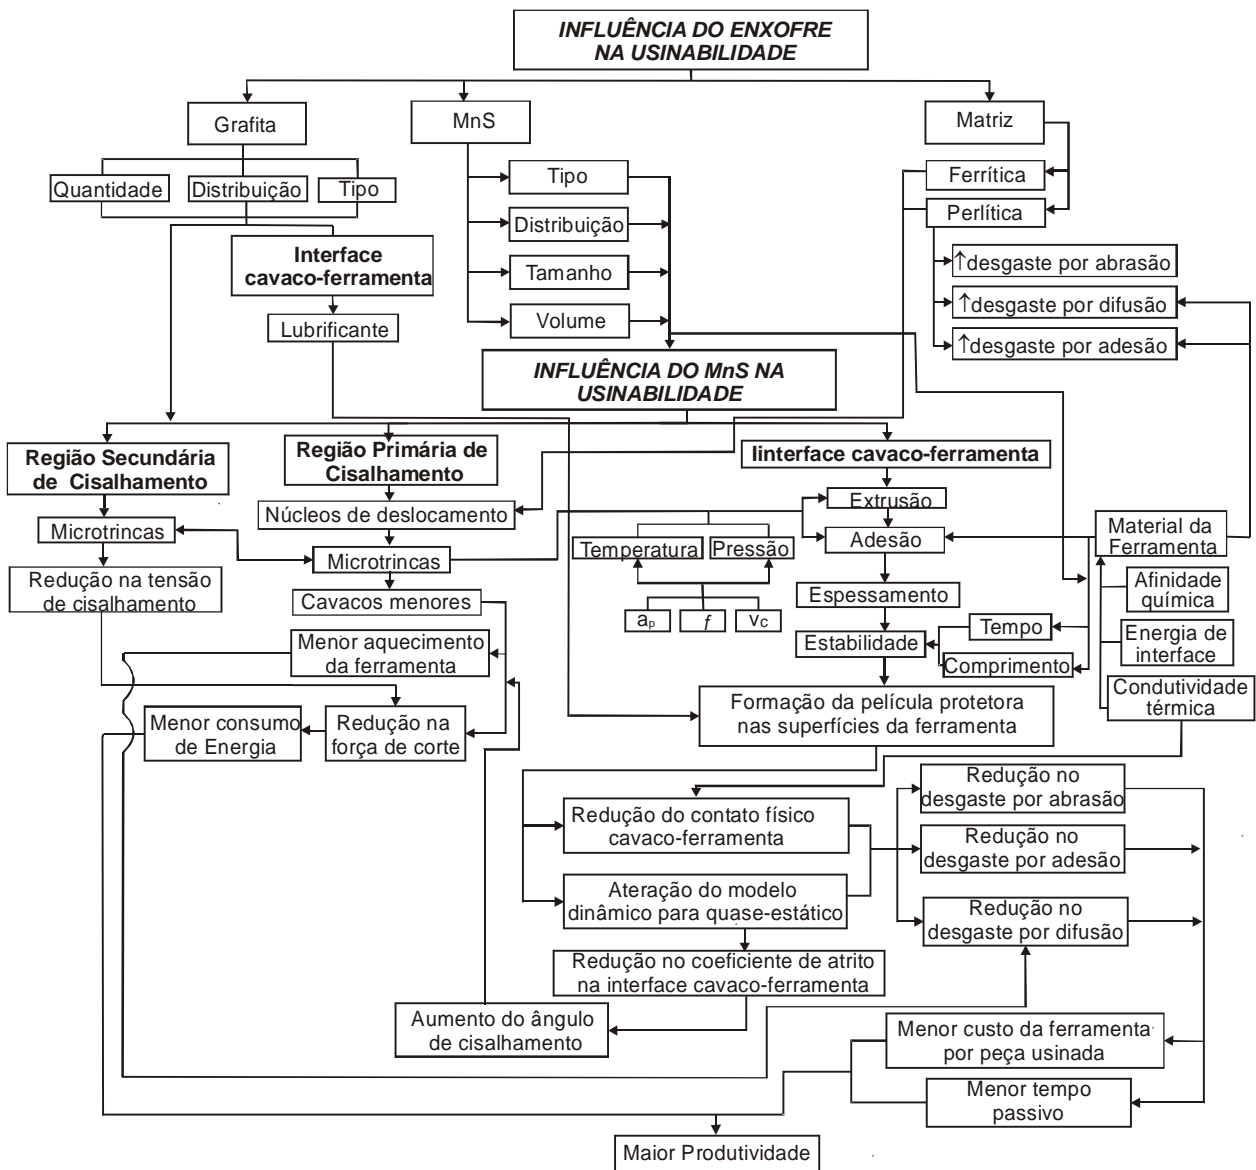 INFLUÊNCIA DO ENXOFRE
NA USINABILIDADE
Grafita
MnS
Matriz
Quantidade
Distribuição
Tipo
Tipo
Distribuição
Tamanho
Volume
Ferrítica
Perlítica
↑desgaste por abrasão
↑desgaste por difusão
↑desgaste por adesão
Interface
cavaco-ferramenta
Lubrificante
INFLUÊNCIA DO MnS NA
USINABILIDADE
Região Secundária
de Cisalhamento
Região Primária de
Cisalhamento
Iinterface cavaco-ferramenta
Microtrincas
Núcleos de deslocamento
Extrusão
Microtrincas
Temperatura
Pressão
Adesão
Material da
Ferramenta
Redução na tensão
de cisalhamento
Cavacos menores
ap
f
vc
Espessamento
Afinidade
química
Menor aquecimento
da ferramenta
Estabilidade
Tempo
Comprimento
Energia de
interface
Condutividade
térmica
Menor consumo
de Energia
Redução na
força de corte
Formação da película protetora
nas superfícies da ferramenta
Redução do contato físico
cavaco-ferramenta
Redução no
desgaste por abrasão
Redução no
desgaste por adesão
Ateração do modelo
dinâmico para quase-estático
Redução no
desgaste por difusão
Redução no coeficiente de atrito
na interface cavaco-ferramenta
Aumento do ângulo
de cisalhamento
Menor custo da ferramenta
por peça usinada
Menor tempo
passivo
Maior Produtividade